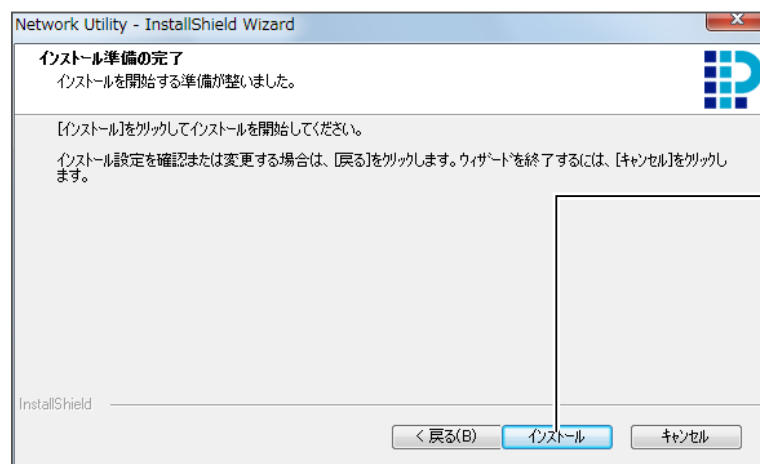 Network Utility - InstallShield Wizard
インストール準備の完了
インストールを開始する準備が整いました。
[インストール]をクリックしてインストールを開始してください。
インストール設定を確認または変更する場合は、[戻る]をクリックします。ウィザードを終了するには、[キャンセル]をクリックし
ます。
InstallShield
< 戻る(B)
インストール
キャンセル